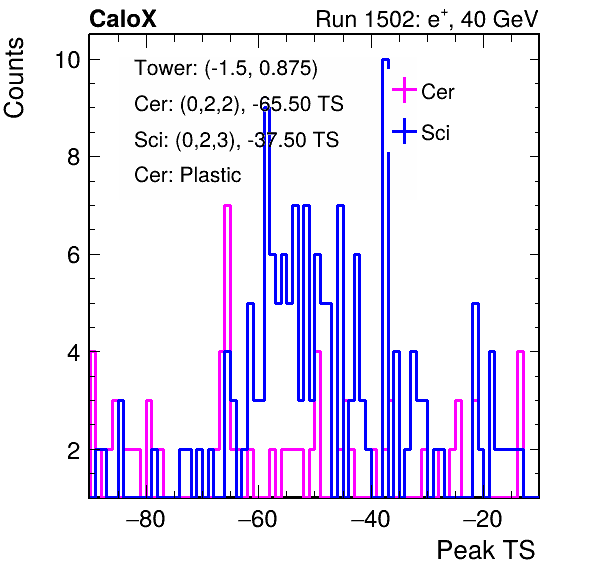 CaloX Run 1502: e⁺, 40 GeV
Counts
10
8
6
4
2
Tower: (-1.5, 0.875)
Cer: (0,2,2), -65.50 TS
Sci: (0,2,3), -37.50 TS
Cer: Plastic
Cer
Sci
−80 −60 −40 −20
Peak TS